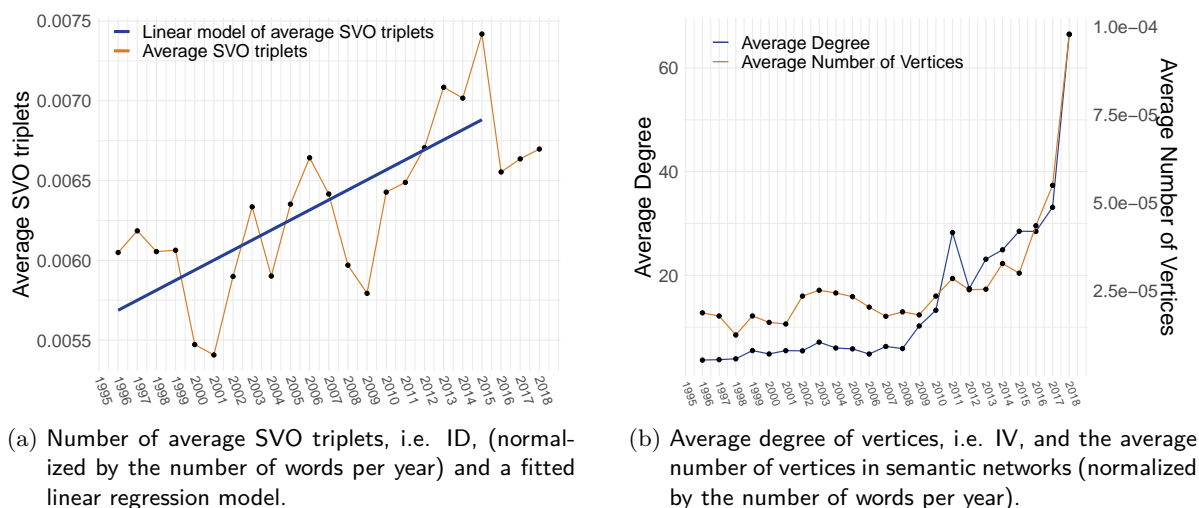 0.0075
0.0070
0.0065
0.0060
0.0055
Average SVO triplets
Linear model of average SVO triplets
Average SVO triplets
1995 1996 1997 1998 1999 2000 2001 2002 2003 2004 2005 2006 2007 2008 2009 2010 2011 2012 2013 2014 2015 2016 2017 2018
(a) Number of average SVO triplets, i.e. ID, (normal-
ized by the number of words per year) and a fitted
linear regression model.
60
40
20
Average Degree
Average Degree
Average Number of Vertices
1.0e−04
7.5e−05
5.0e−05
2.5e−05
Average Number of
Vertices
1995 1996 1997 1998 1999 2000 2001 2002 2003 2004 2005 2006 2007 2008 2009 2010 2011 2012 2013 2014 2015 2016 2017 2018
(b) Average degree of vertices, i.e. IV, and the average
number of vertices in semantic networks (normalized
by the number of words per year).